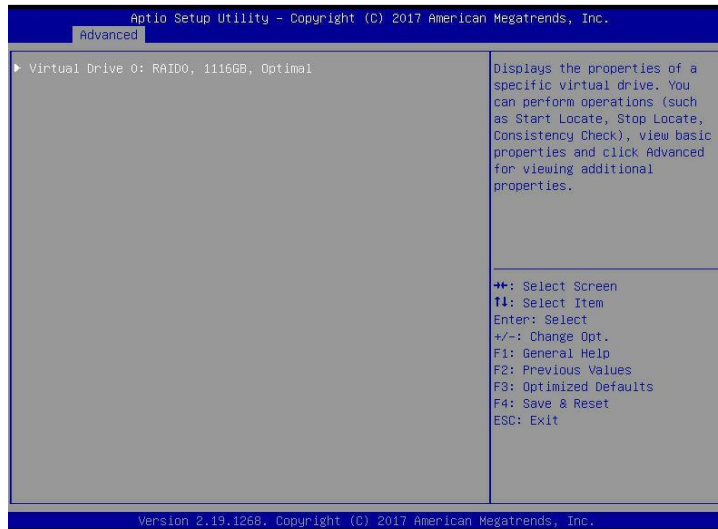 Aptio Setup Utility – Copyright (C) 2017 American Megatrends, Inc.
Advanced
▶ Virtual Drive 0: RAID0, 1116GB, Optimal
Displays the properties of a
specific virtual drive. You
can perform operations (such
as Start Locate, Stop Locate,
Consistency Check), view basic
properties and click Advanced
for viewing additional
properties.
→←: Select Screen
↑↓: Select Item
Enter: Select
+/-: Change Opt.
F1: General Help
F2: Previous Values
F3: Optimized Defaults
F4: Save & Reset
ESC: Exit
Version 2.19.1268. Copyright (C) 2017 American Megatrends, Inc.